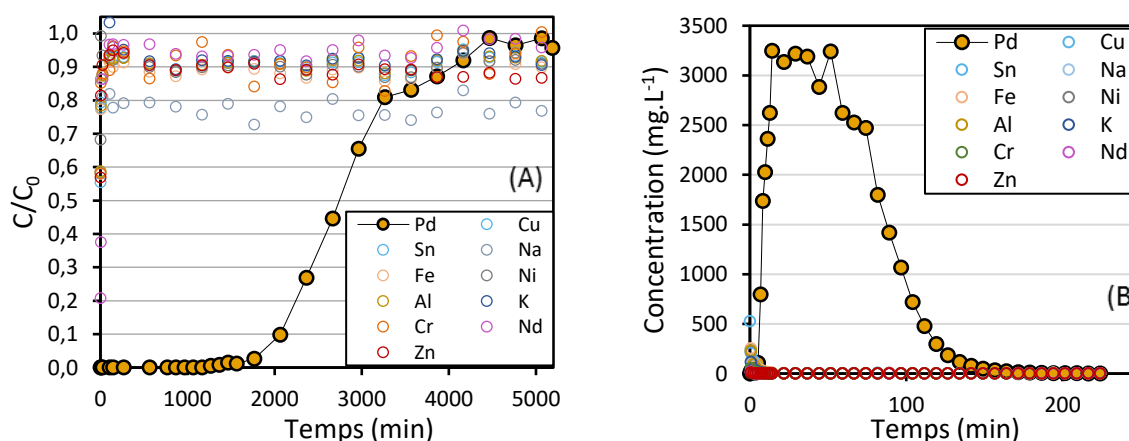 1,0
0,9
0,8
0,7
0,6
0,5
0,4
0,3
0,2
0,1
0,0
C/C0
0 1000 2000 3000 4000 5000
Temps (min)
(A)
Pd Cu
Sn Na
Fe Ni
Al K
Cr Nd
Zn
3500
3000
2500
2000
1500
1000
500
0
Concentration (mg.L-1)
0 100 200
Temps (min)
(B
Pd Cu
Sn Na
Fe Ni
Al K
Cr Nd
Zn